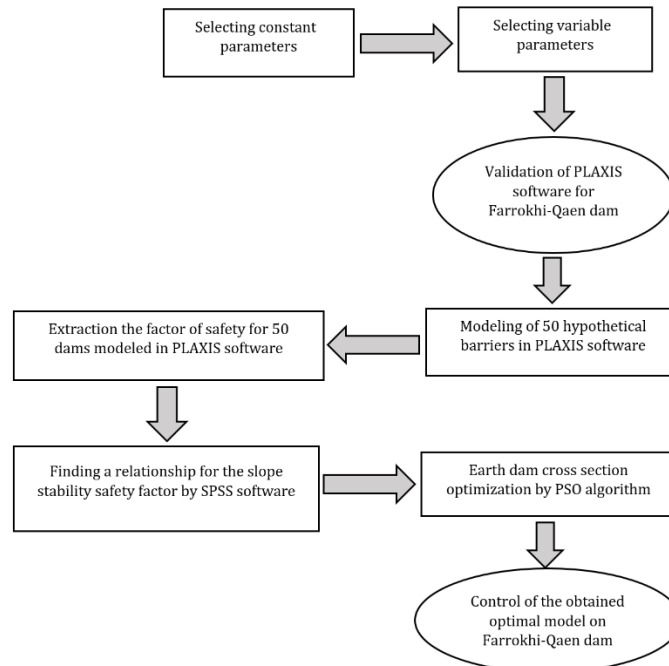 Selecting constant
parameters
Selecting variable
parameters
Validation of PLAXIS
software for
Farrokhi-Qaen dam
Modeling of 50 hypothetical
barriers in PLAXIS software
Extraction the factor of safety for 50
dams modeled in PLAXIS software
Finding a relationship for the slope
stability safety factor by SPSS software
Earth dam cross section
optimization by PSO algorithm
Control of the obtained
optimal model on
Farrokhi-Qaen dam